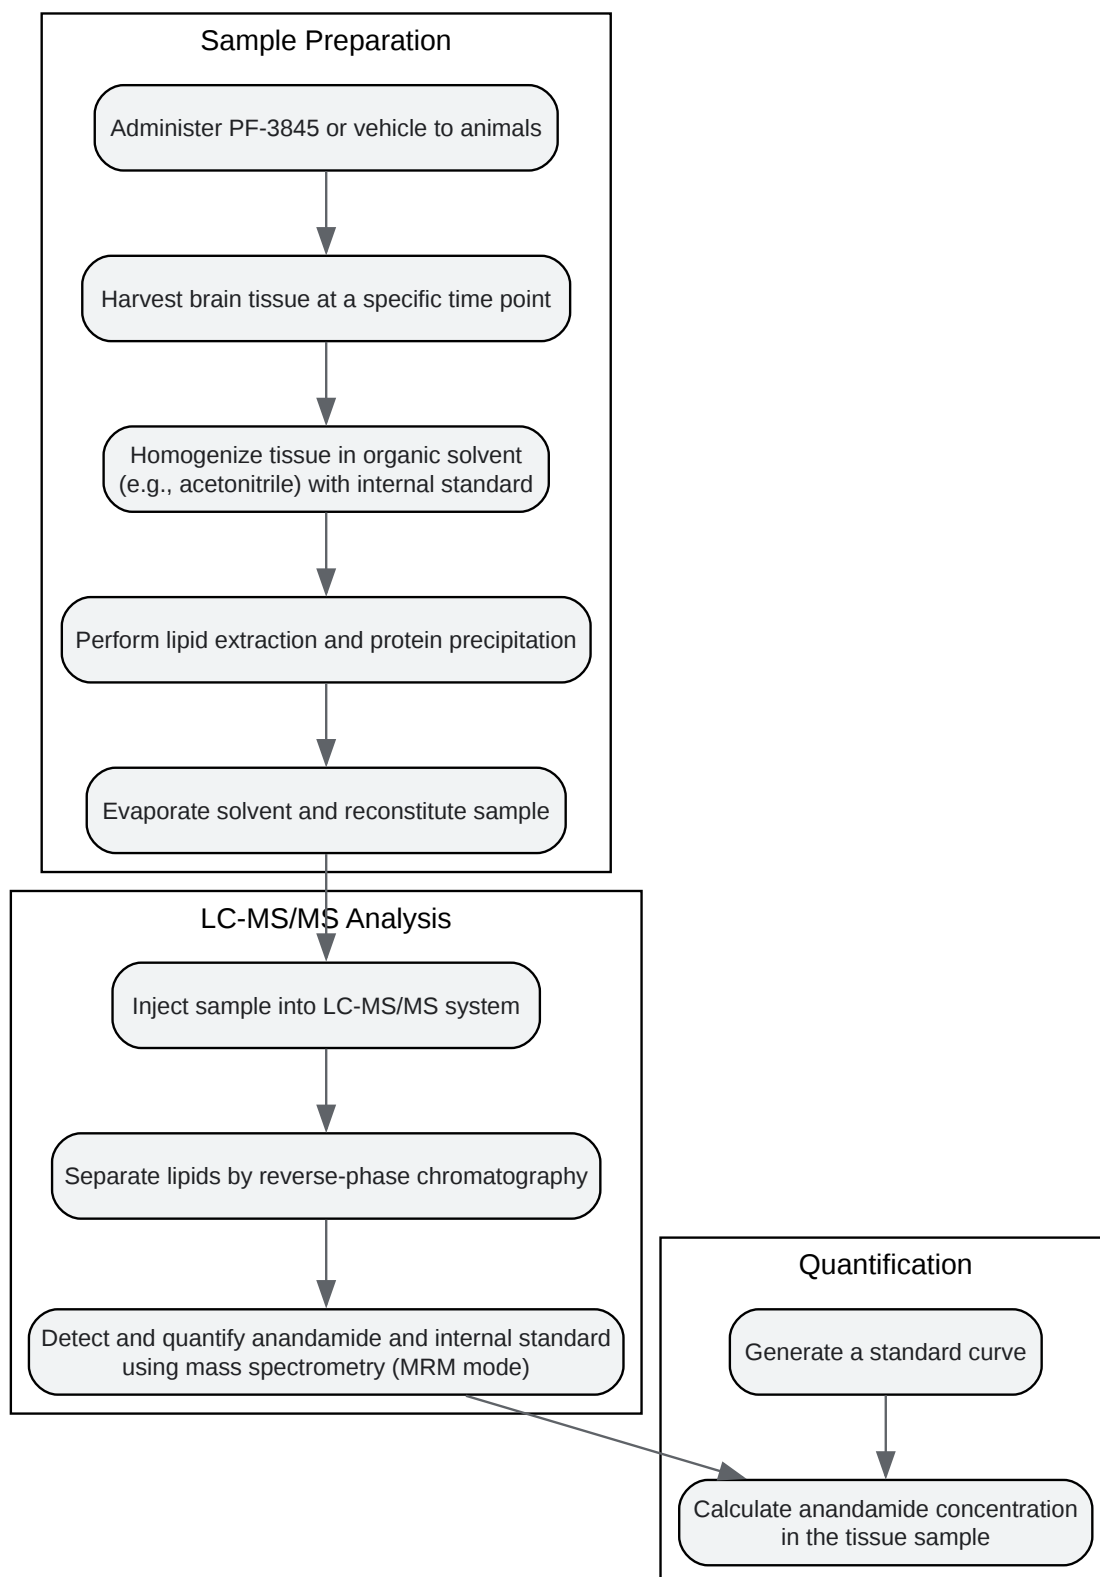 Sample Preparation
Administer PF-3845 or vehicle to animals
Harvest brain tissue at a specific time point
Homogenize tissue in organic solvent
(e.g., acetonitrile) with internal standard
Perform lipid extraction and protein precipitation
Evaporate solvent and reconstitute sample
LC-MS/MS Analysis
Inject sample into LC-MS/MS system
Separate lipids by reverse-phase chromatography
Detect and quantify anandamide and internal standard
using mass spectrometry (MRM mode)
Quantification
Generate a standard curve
Calculate anandamide concentration
in the tissue sample